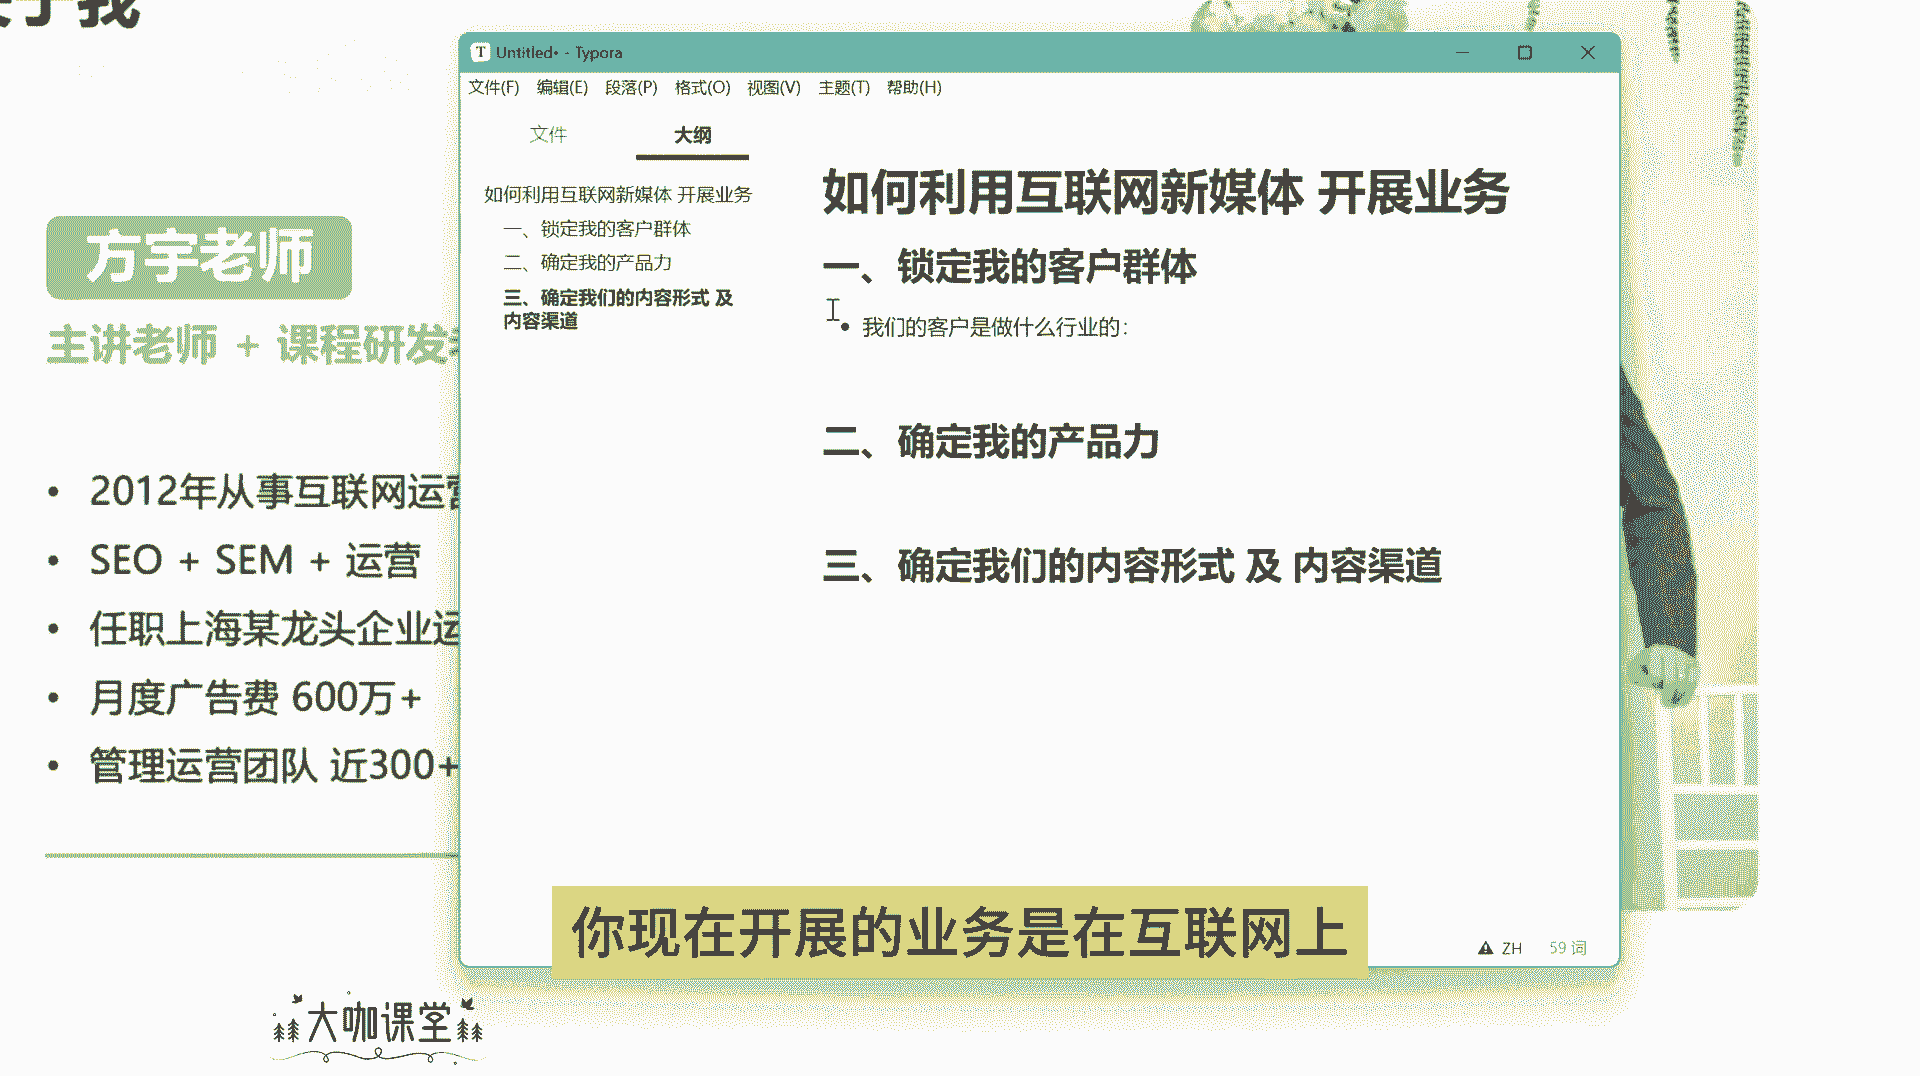 于我
方宇老师
主讲老师 + 课程研发
• 2012年从事互联网运营
• SEO + SEM + 运营
• 任职上海某龙头企业运
• 月度广告费 600万+
• 管理运营团队 近300+
大咖课堂
T Untitled• - Typora
文件(F) 编辑(E) 段落(P) 格式(O) 视图(V) 主题(T) 帮助(H)
文件 大纲
如何利用互联网新媒体 开展业务
一、锁定我的客户群体
二、确定我的产品力
三、确定我们的内容形式 及
内容渠道
如何利用互联网新媒体 开展业务
一、锁定我的客户群体
• 我们的客户是做什么行业的：
二、确定我的产品力
三、确定我们的内容形式 及 内容渠道
ZH 59 词
你现在开展的业务是在互联网上